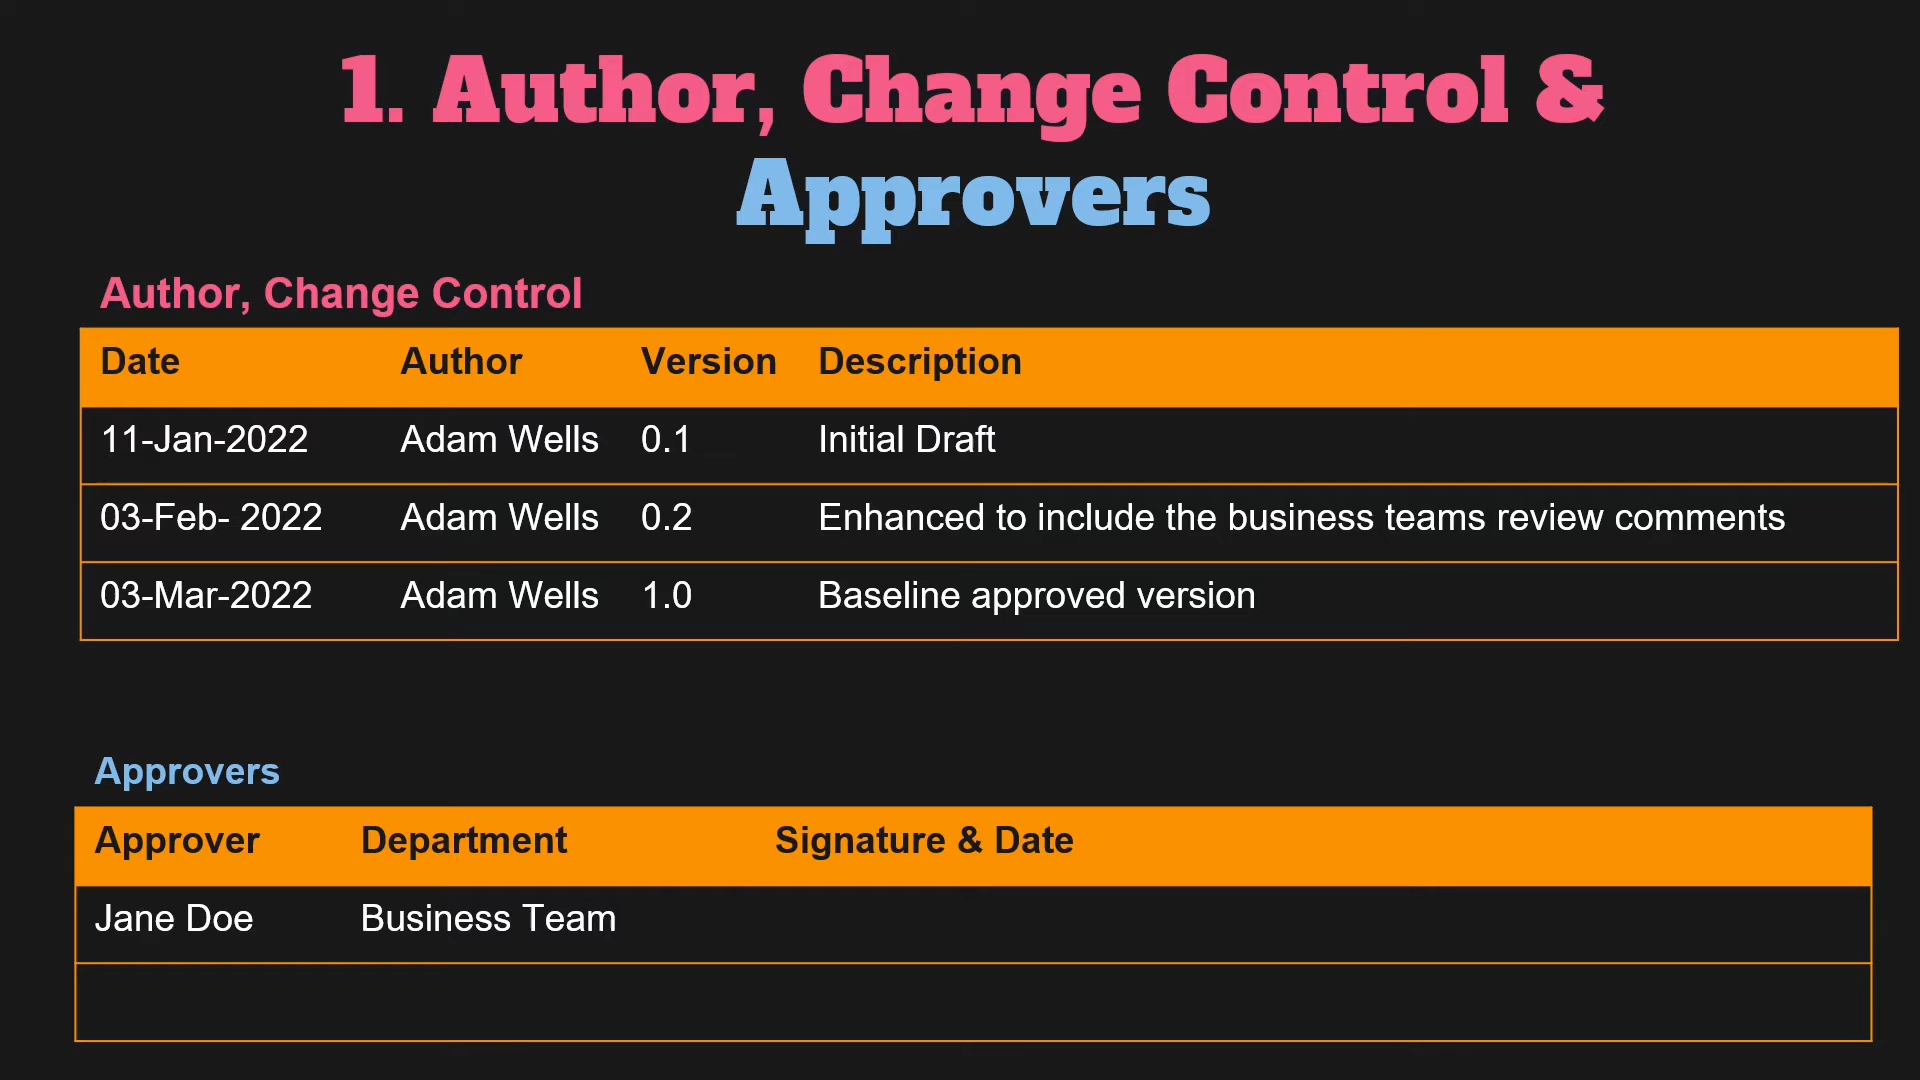 1. Author, Change Control &
Approvers
Author, Change Control
Date Author Version Description
11-Jan-2022 Adam Wells 0.1 Initial Draft
03-Feb- 2022 Adam Wells 0.2 Enhanced to include the business teams review comments
03-Mar-2022 Adam Wells 1.0 Baseline approved version
Approvers
Approver Department Signature & Date
Jane Doe Business Team